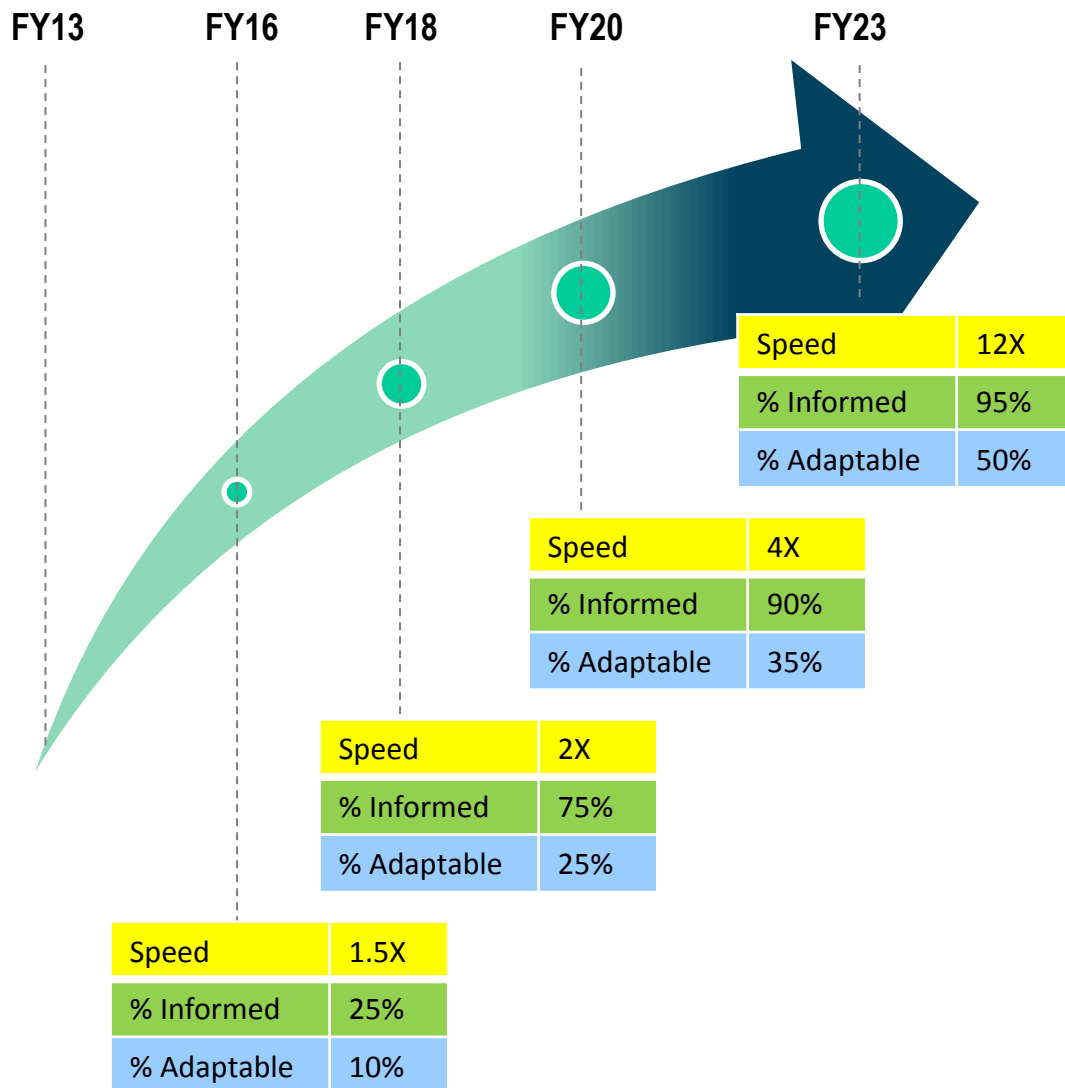 FY13 FY16 FY18 FY20 FY23
Speed 12X
% Informed 95%
% Adaptable 50%
Speed 4X
% Informed 90%
% Adaptable 35%
Speed 2X
% Informed 75%
% Adaptable 25%
Speed 1.5X
% Informed 25%
% Adaptable 10%